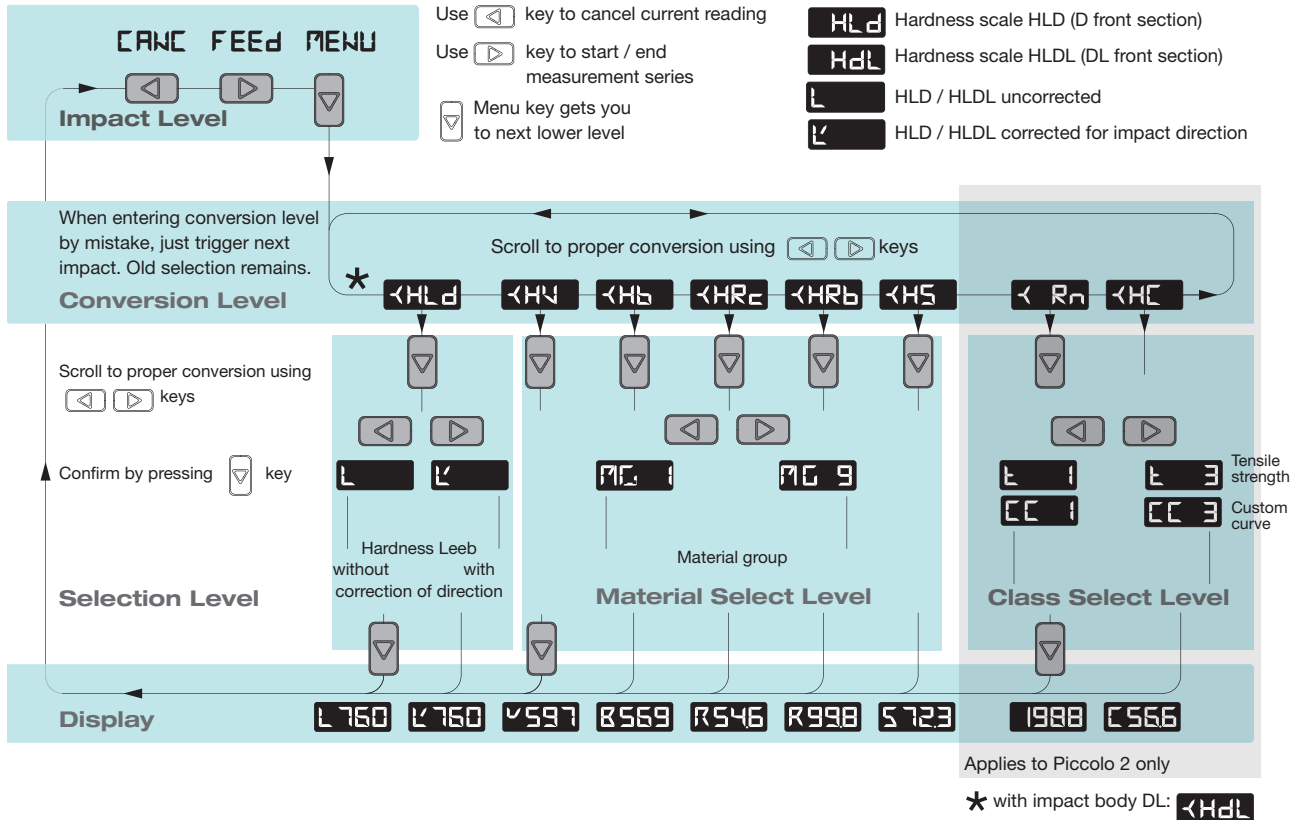 CANC FEEd MENU
Impact Level
Use key to cancel current reading
Use key to start / end
measurement series
Menu key gets you
to next lower level
HLd Hardness scale HLD (D front section)
HdL Hardness scale HLDL (DL front section)
L HLD / HLDL uncorrected
L' HLD / HLDL corrected for impact direction
When entering conversion level
by mistake, just trigger next
impact. Old selection remains.
Conversion Level
Scroll to proper conversion using keys
* <HLd <HV <Hb <HRc <HRb <HS < Rn <HC
Scroll to proper conversion using
keys
Confirm by pressing key
Selection Level
L L'
Hardness Leeb
without with
correction of direction
MG 1 MG 9
Material group
Material Select Level
t 1 t 3 Tensile
strength
CC 1 CC 3 Custom
curve
Class Select Level
Display
L 760 L' 760 V597 B569 R54.6 R99.8 S 72.3 1988 C56.6
Applies to Piccolo 2 only
* with impact body DL: <HdL